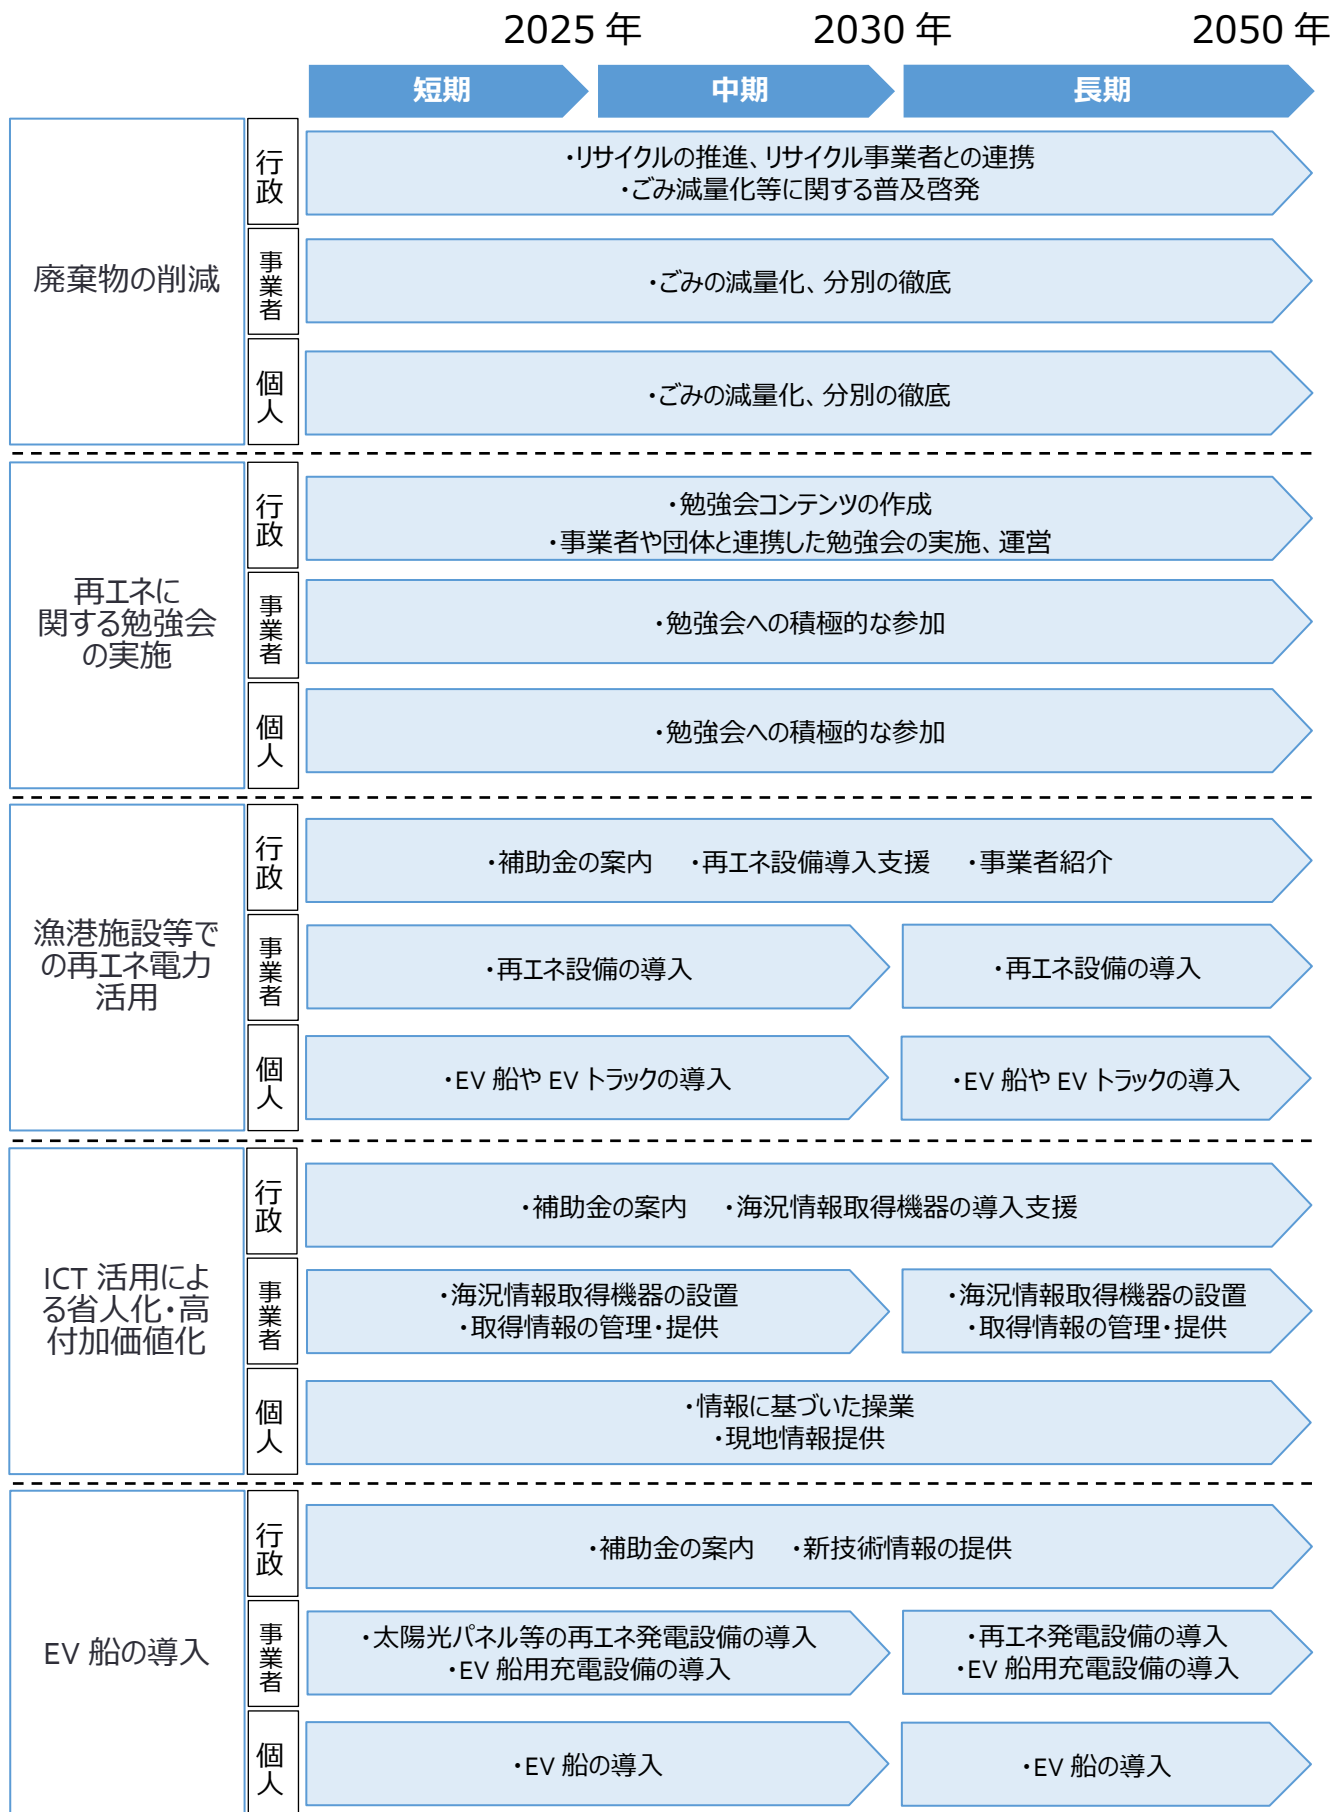 2025 年
2030 年
2050 年
短期
中期
長期
廃棄物の削減
行政
・リサイクルの推進、リサイクル事業者との連携
・ごみ減量化等に関する普及啓発
事業者
・ごみの減量化、分別の徹底
個人
・ごみの減量化、分別の徹底
再エネに
関する勉強会
の実施
行政
・勉強会コンテンツの作成
・事業者や団体と連携した勉強会の実施、運営
事業者
・勉強会への積極的な参加
個人
・勉強会への積極的な参加
漁港施設等で
の再エネ電力
活用
行政
・補助金の案内 ・再エネ設備導入支援 ・事業者紹介
事業者
・再エネ設備の導入
・再エネ設備の導入
個人
・EV 船や EV トラックの導入
・EV 船や EV トラックの導入
ICT 活用によ
る省人化・高
付加価値化
行政
・補助金の案内 ・海況情報取得機器の導入支援
事業者
・海況情報取得機器の設置
・取得情報の管理・提供
・海況情報取得機器の設置
・取得情報の管理・提供
個人
・情報に基づいた操業
・現地情報提供
EV 船の導入
行政
・補助金の案内 ・新技術情報の提供
事業者
・太陽光パネル等の再エネ発電設備の導入
・EV 船用充電設備の導入
・再エネ発電設備の導入
・EV 船用充電設備の導入
個人
・EV 船の導入
・EV 船の導入